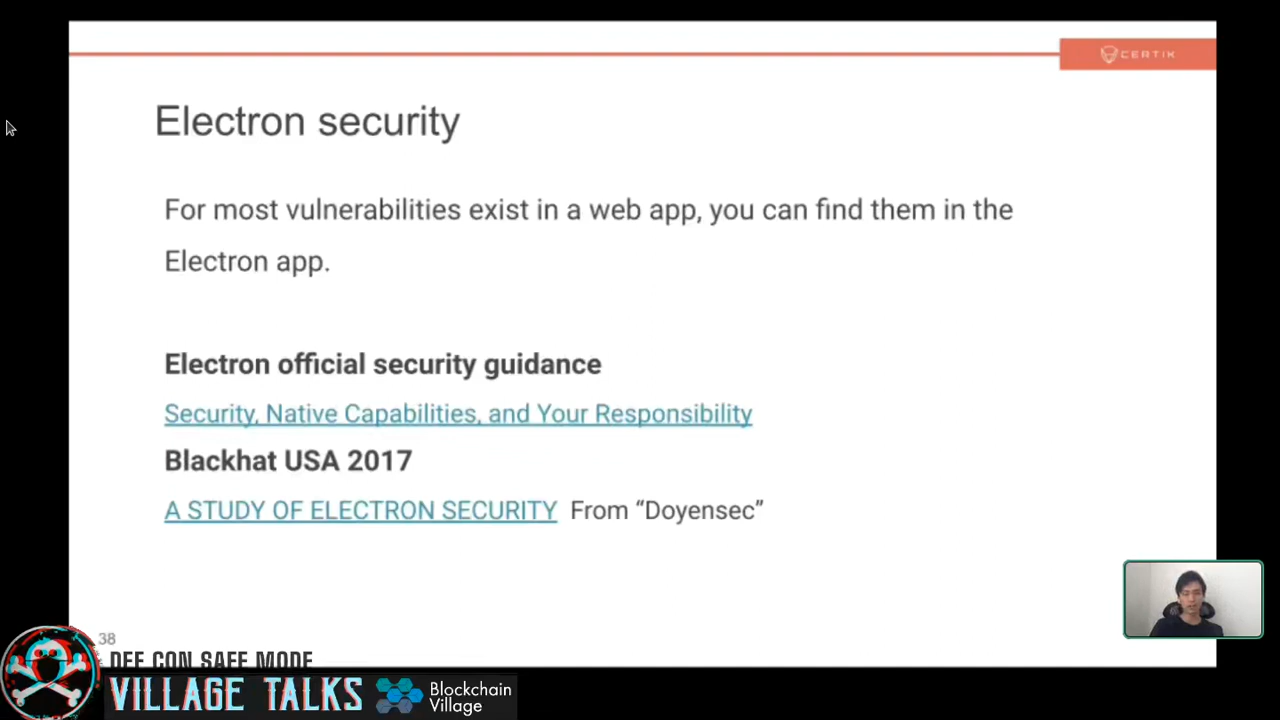 CERTIK
Electron security
For most vulnerabilities exist in a web app, you can find them in the
Electron app.
Electron official security guidance
Security, Native Capabilities, and Your Responsibility
Blackhat USA 2017
A STUDY OF ELECTRON SECURITY From “Doyensec”
38
DEF CON SAFE MODE
VILLAGE TALKS
Blockchain
Village